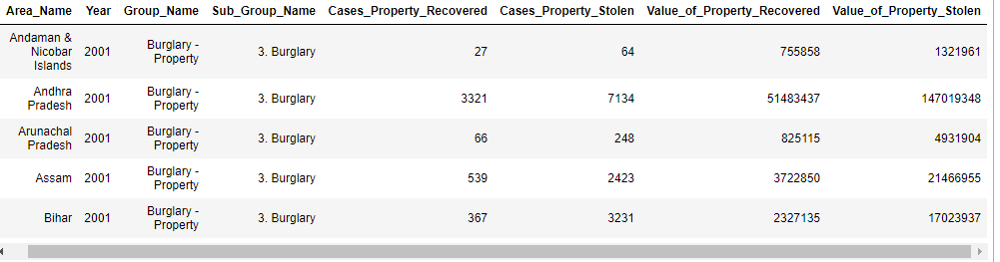 Area_Name Year Group_Name Sub_Group_Name Cases_Property_Recovered Cases_Property_Stolen Value_of_Property_Recovered Value_of_Property_Stolen
Andaman &
Nicobar
Islands 2001 Burglary -
Property 3. Burglary 27 64 755858 1321961
Andhra
Pradesh 2001 Burglary -
Property 3. Burglary 3321 7134 51483437 147019348
Arunachal
Pradesh 2001 Burglary -
Property 3. Burglary 66 248 825115 4931904
Assam 2001 Burglary -
Property 3. Burglary 539 2423 3722850 21466955
Bihar 2001 Burglary -
Property 3. Burglary 367 3231 2327135 17023937